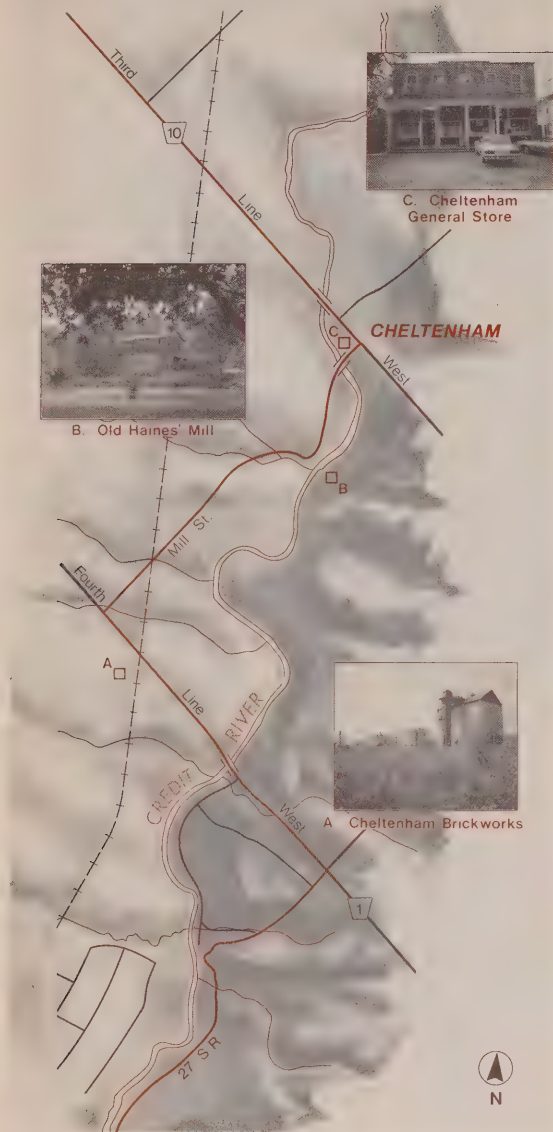 Third
10
Line
C. Cheltenham
General Store
C
CHELTENHAM
West
B. Old Haines' Mill
B
Mill St.
Fourth
A
Line
RIVER
CREDIT
A Cheltenham Brickworks
West
1
27 S R
N